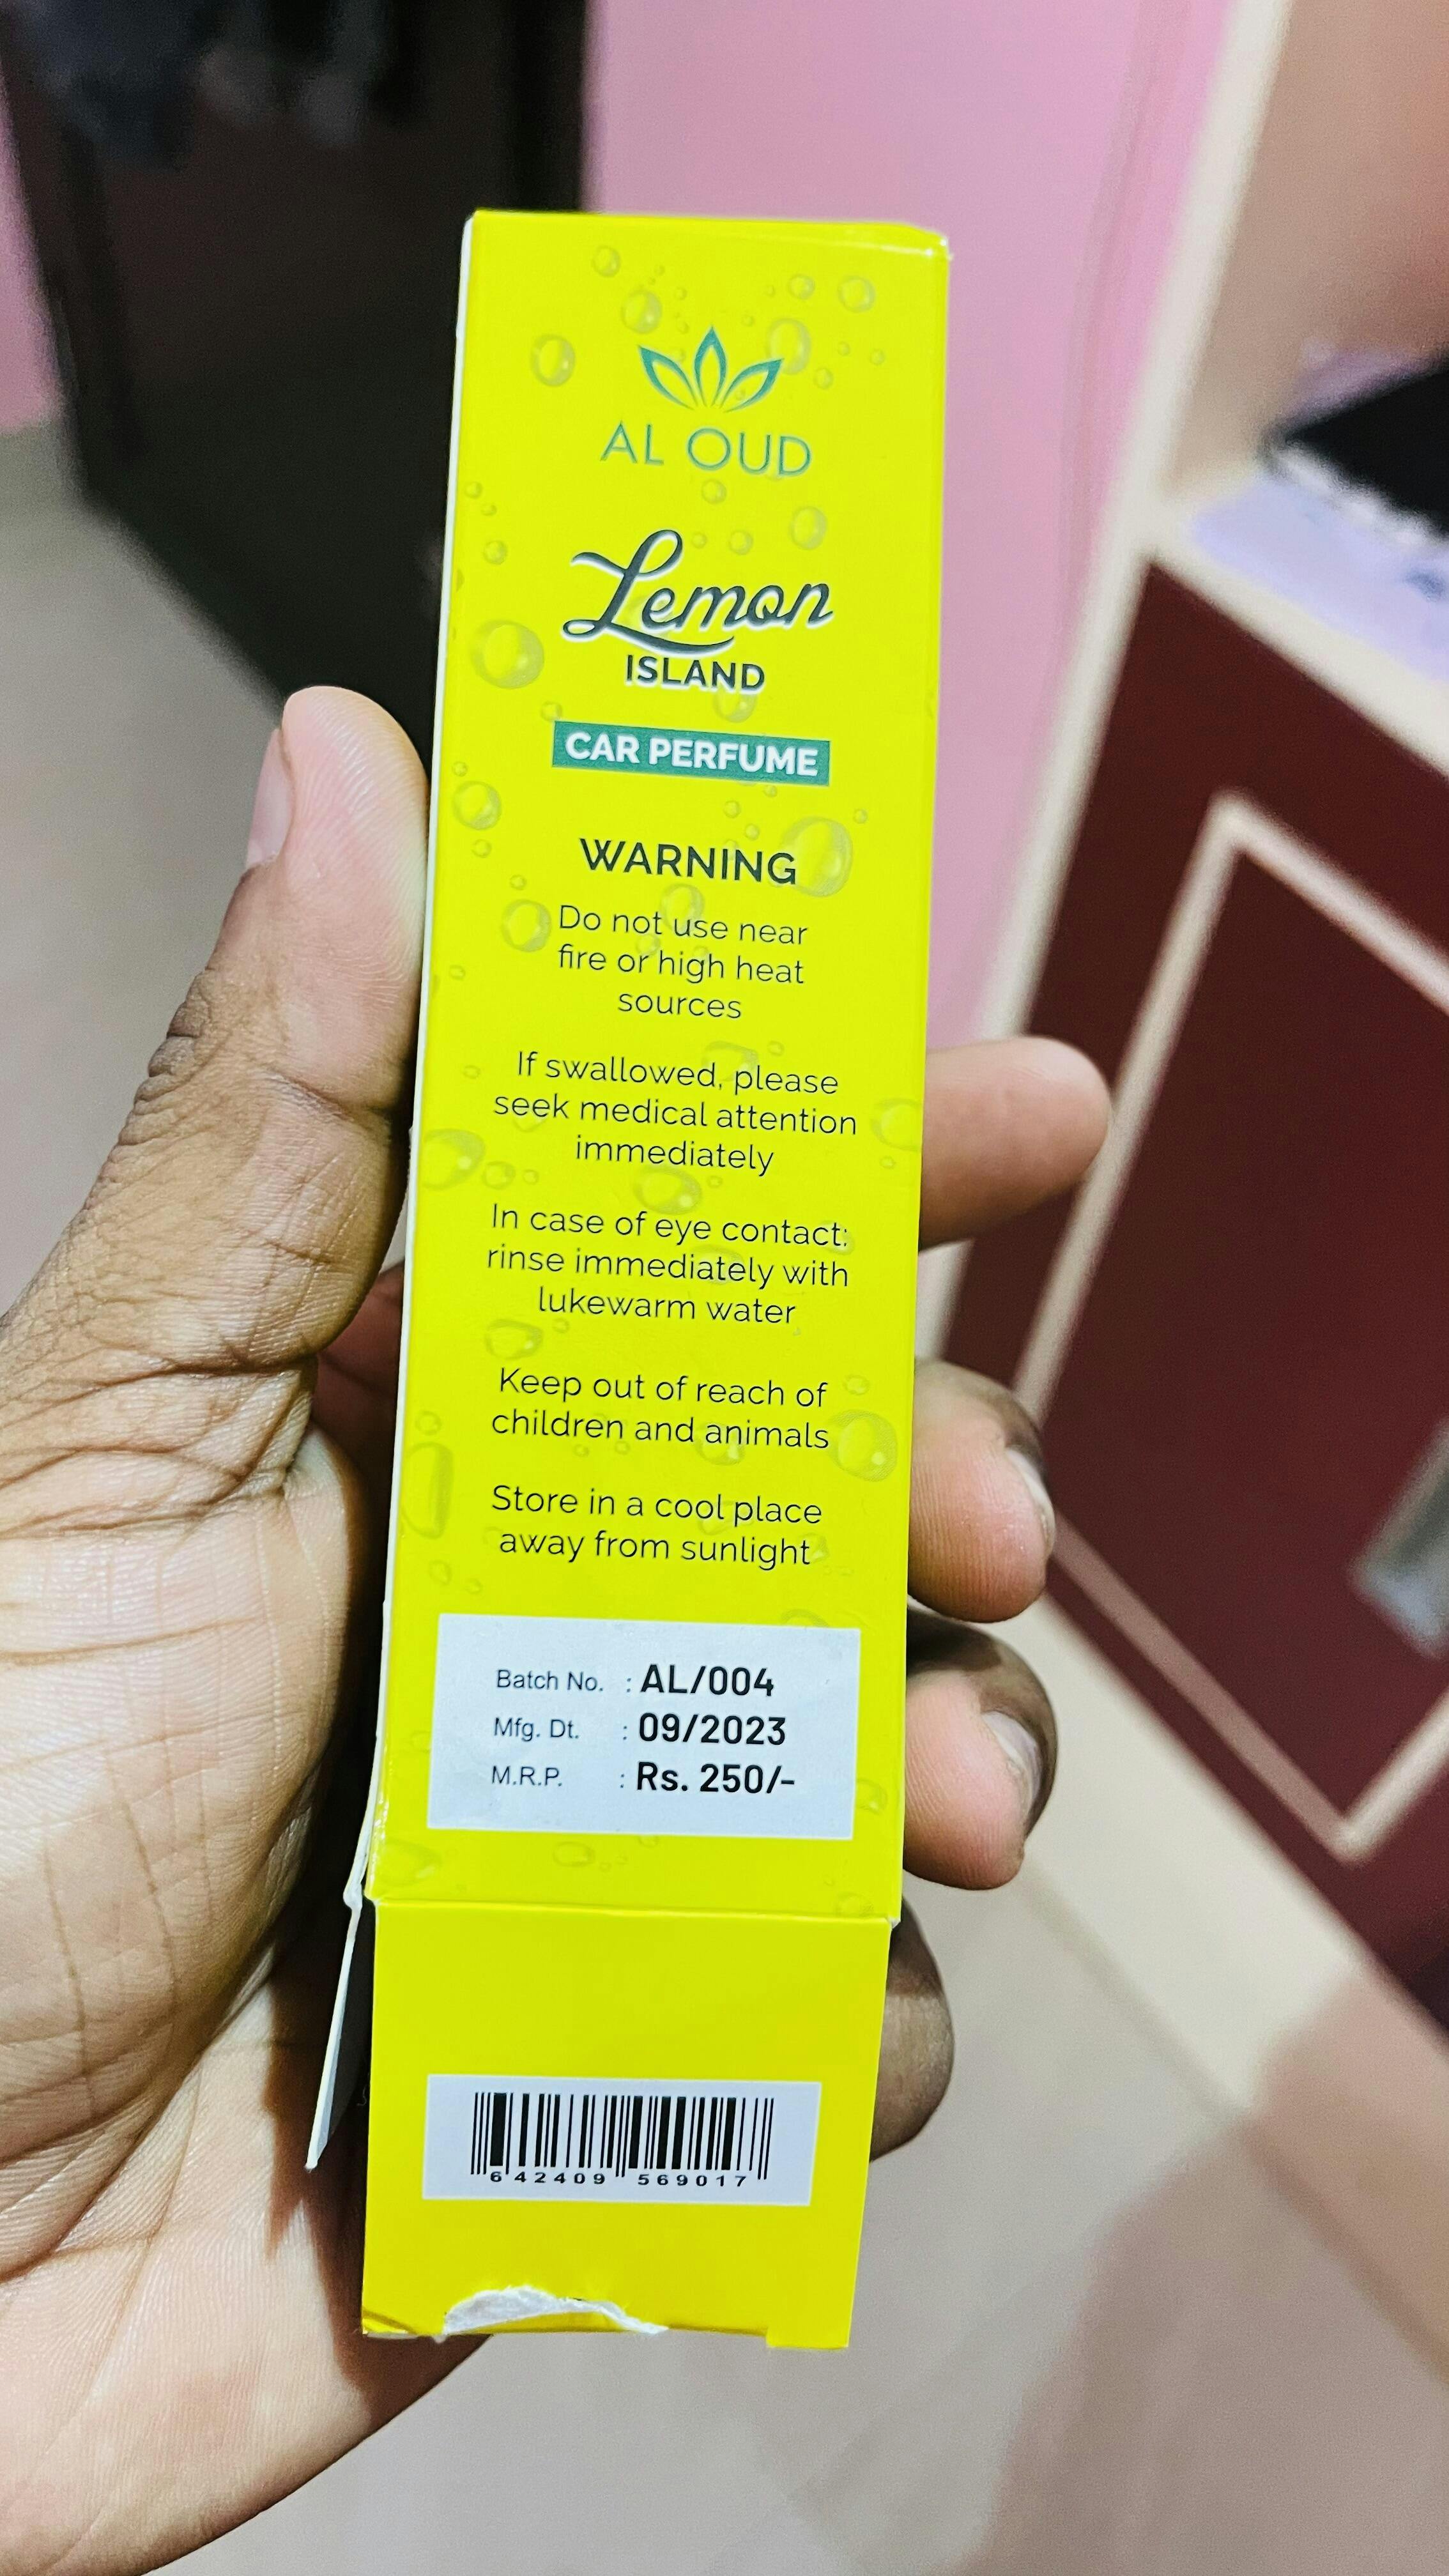 AL OUD
Lemon
ISLAND
CAR PERFUME
WARNING
Do not use near
fire or high heat
sources
If swallowed, please
seek medical attention
immediately
In case of eye contact:
rinse immediately with
lukewarm water
Keep out of reach of
children and animals
Store in a cool place
away from sunlight
Batch No. : AL/004
Mfg. Dt. : 09/2023
M.R.P. : Rs. 250/-
6 42409 569017